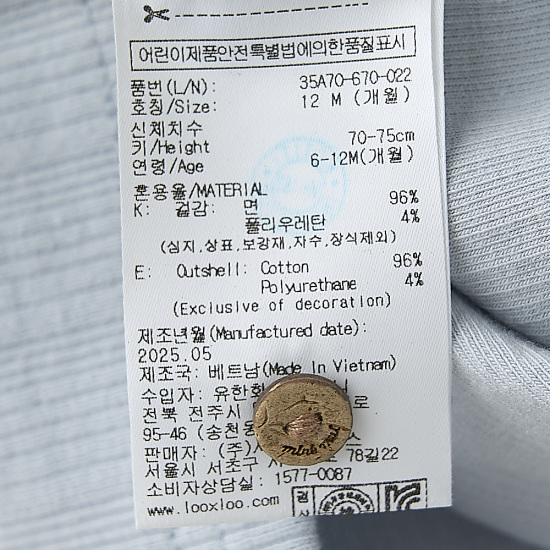 어린이제품안전특별법에의한품질표시
품번(L/N): 35A70-670-022
호칭/Size: 12 M (개월)
신체치수
키/Height 70-75cm
연령/Age 6-12M(개월)
혼용율/MATERIAL
K: 겉감: 면 96%
폴리우레탄 4%
(심지,상표,보강재,자수,장식제외)
E: Outshell: Cotton 96%
Polyurethane 4%
(Exclusive of decoration)
제조년월(Manufactured date):
2025.05
제조국: 베트남(Made In Vietnam)
수입자: 유한회 시
전북 전주시 로
95-46 (송천동
판매자: (주)
서울시 서초구 78길22
소비자상담실: 1577-0087
www.looxloo.com